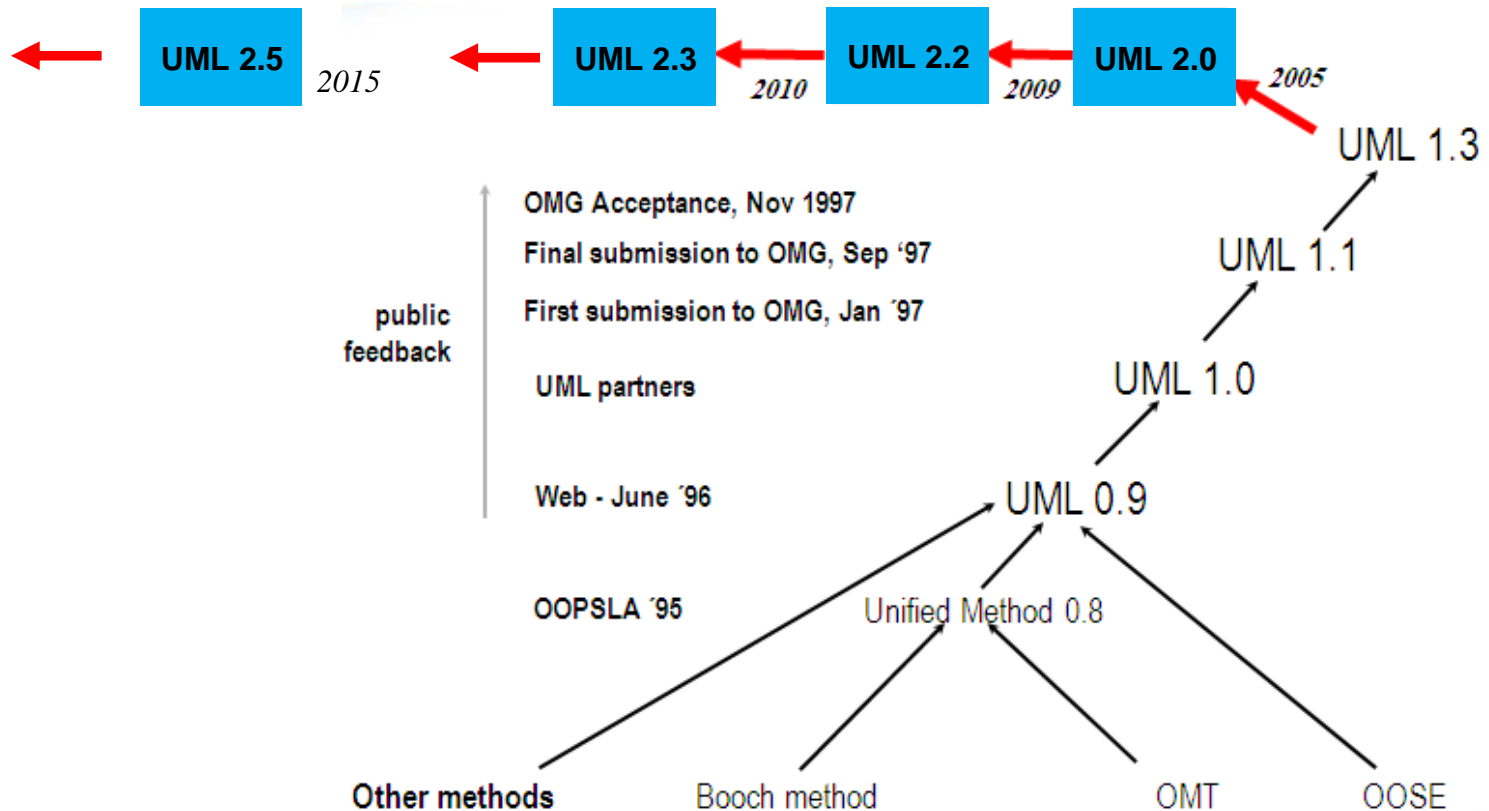 UML 2.5
2015
UML 2.3
2010
UML 2.2
2009
UML 2.0
2005
UML 1.3
OMG Acceptance, Nov 1997
Final submission to OMG, Sep ‘97
UML 1.1
First submission to OMG, Jan ´97
public
feedback
UML partners
UML 1.0
Web - June ´96
UML 0.9
OOPSLA ´95
Unified Method 0.8
Other methods
Booch method
OMT
OOSE